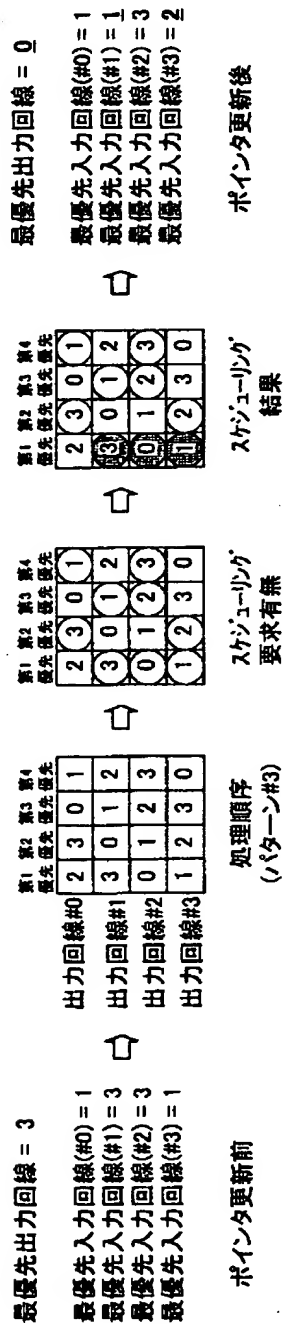 最優先出力回線 = 3
最優先入力回線(#0) = 1
最優先入力回線(#1) = 3
最優先入力回線(#2) = 3
最優先入力回線(#3) = 1
ポインタ更新前
第1 第2 第3 第4
優先 優先 優先 優先
出力回線#0 2 3 0 1
出力回線#1 3 0 1 2
出力回線#2 0 1 2 3
出力回線#3 1 2 3 0
処理順序
(パターン#3)
第1 第2 第3 第4
優先 優先 優先 優先
2 3 0 1
3 0 1 2
0 1 2 3
1 2 3 0
スケジューリング
要求有無
第1 第2 第3 第4
優先 優先 優先 優先
2 3 0 1
3 0 1 2
0 1 2 3
1 2 3 0
スケジューリング
結果
最優先出力回線 = 0
最優先入力回線(#0) = 1
最優先入力回線(#1) = 1
最優先入力回線(#2) = 3
最優先入力回線(#3) = 2
ポインタ更新後